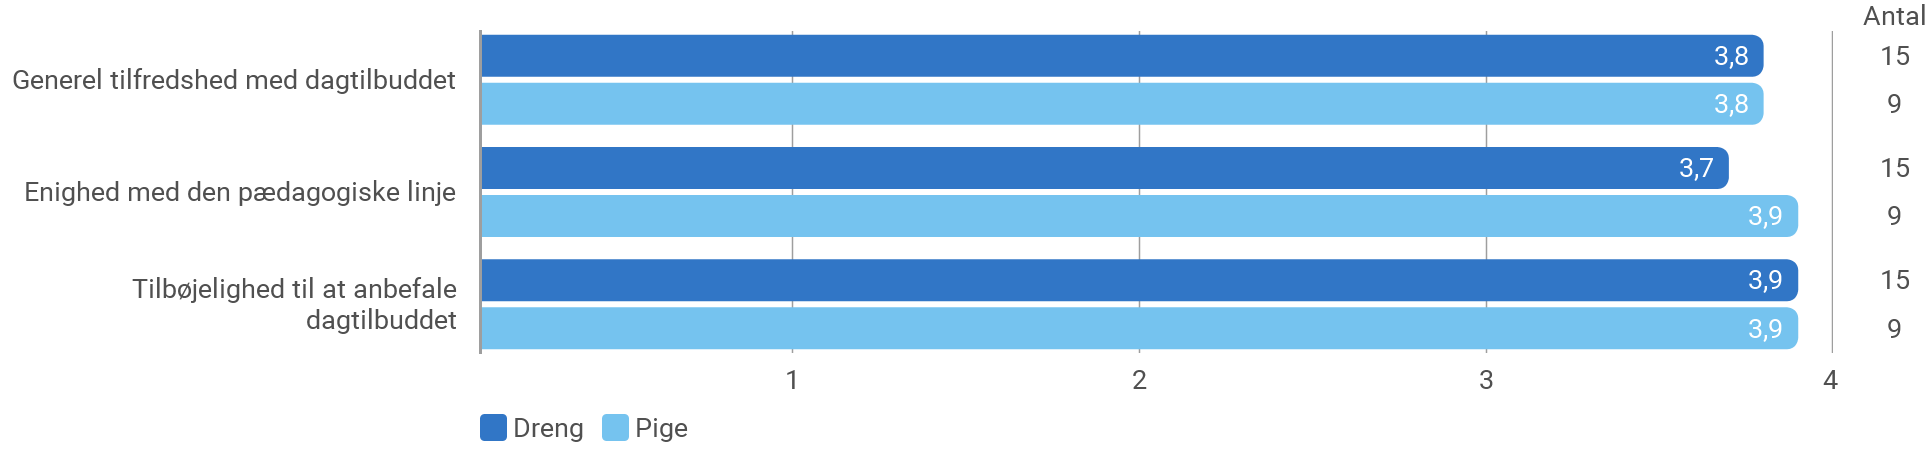 Antal
Generel tilfredshed med dagtilbuddet
3,8
15
3,8
9
Enighed med den pædagogiske linje
3,7
15
3,9
9
Tilbøjelighed til at anbefale
dagtilbuddet
3,9
15
3,9
9
1 2 3 4
Dreng Pige